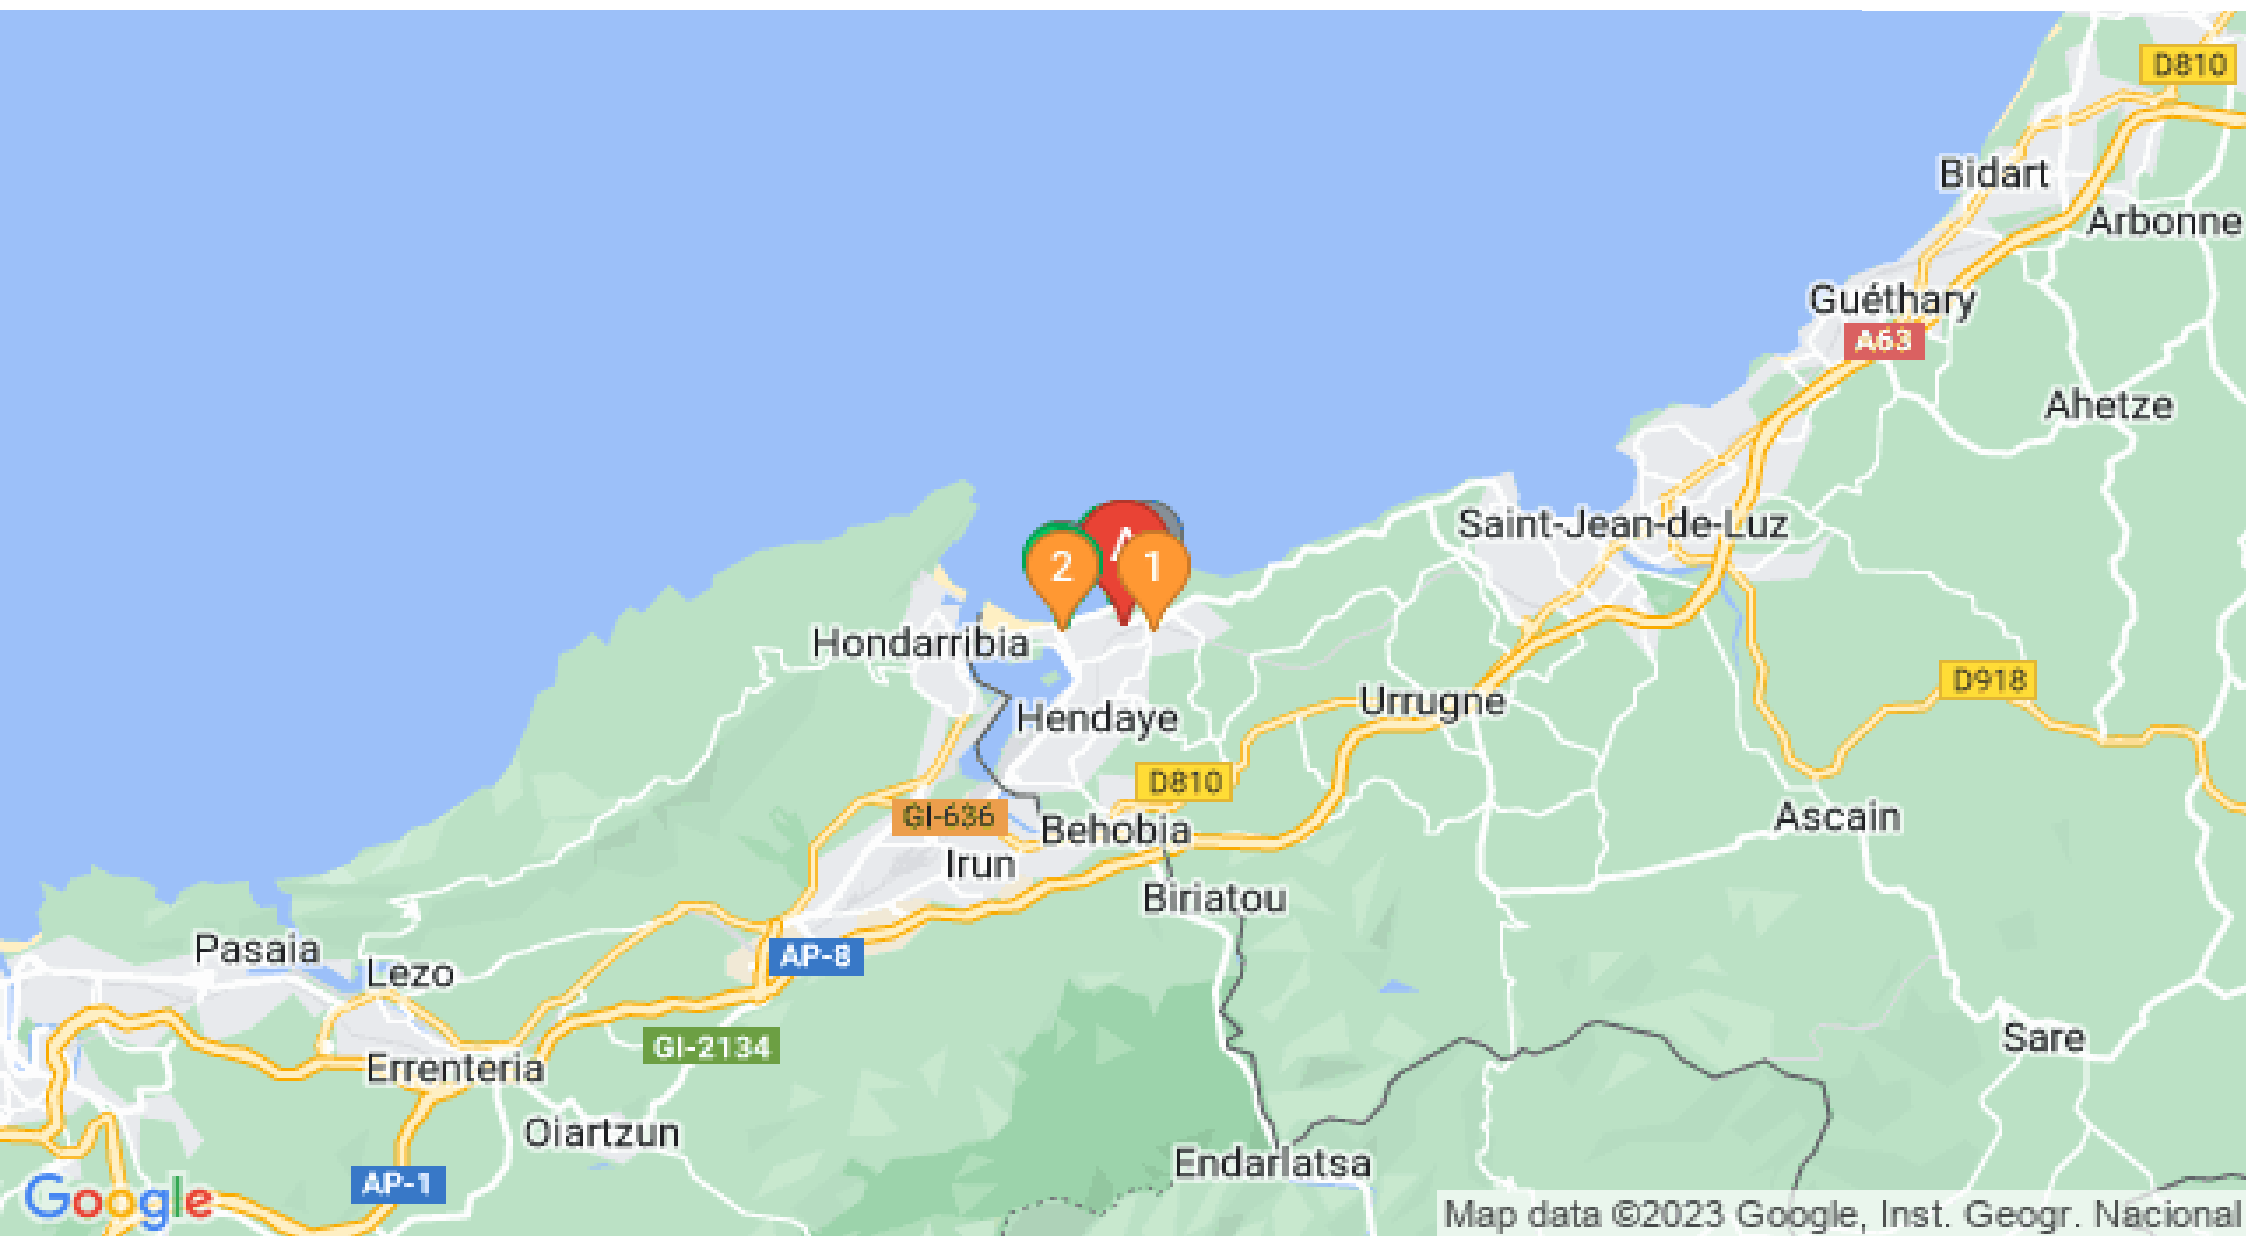 D810
Bidart
Arbonne
Guéthary
A63
Ahetze
Saint-Jean-de-Luz
A
2
1
Hondarribia
D918
Urrugne
Hendaye
D810
GI-636
Behobia
Ascain
Irun
Biriatou
Pasaia
AP-8
Lezo
Sare
GI-2134
Errenteria
Oiartzun
Endarlatsa
AP-1
Google
Map data ©2023 Google, Inst. Geogr. Nacional